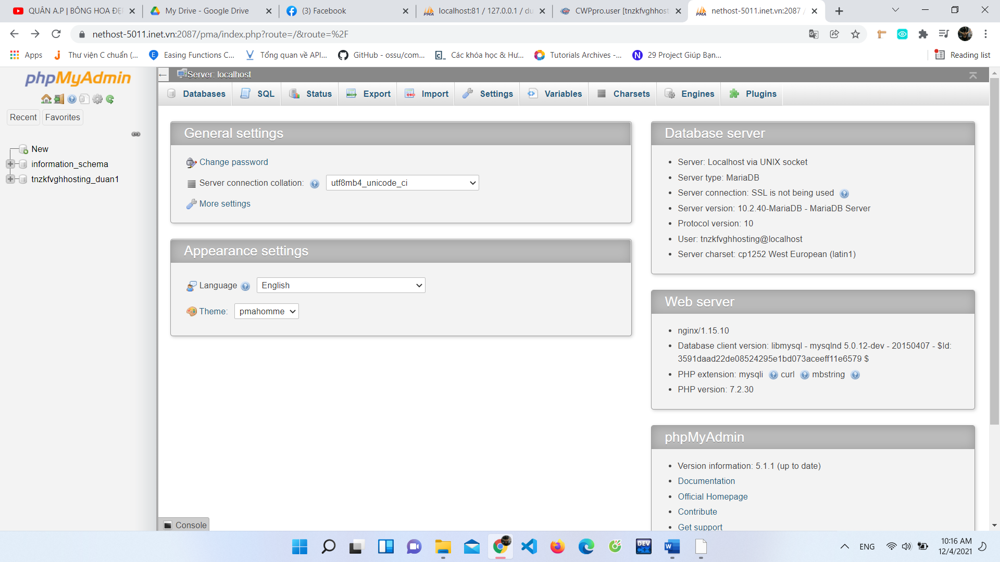 QUÂN A.P | BÔNG HOA ĐẸ
My Drive - Google Drive
(3) Facebook
localhost:81 / 127.0.0.1 / du
CWPpro.user [tnzkfvghhost
nethost-5011.inet.vn:2087 /
nethost-5011.inet.vn:2087/pma/index.php?route=/&route=%2F
Apps
Thư viện C chuẩn (...
Easing Functions C...
Tổng quan về API...
GitHub - ossu/com...
Các khóa học & Hư...
Tutorials Archives -...
29 Project Giúp Bạn...
Reading list
phpMyAdmin
Recent
Favorites
New
information_schema
tnzkfvghhosting_duan1
Server: localhost
Databases
SQL
Status
Export
Import
Settings
Variables
Charsets
Engines
Plugins
General settings
Change password
Server connection collation:
utf8mb4_unicode_ci
More settings
Appearance settings
Language
English
Theme:
pmahomme
Database server
Server: Localhost via UNIX socket
Server type: MariaDB
Server connection: SSL is not being used
Server version: 10.2.40-MariaDB - MariaDB Server
Protocol version: 10
User: tnzkfvghhosting@localhost
Server charset: cp1252 West European (latin1)
Web server
nginx/1.15.10
Database client version: libmysql - mysqlnd 5.0.12-dev - 20150407 - $Id:
3591daad22de08524295e1bd073aceeff11e6579 $
PHP extension: mysqli curl mbstring
PHP version: 7.2.30
phpMyAdmin
Version information: 5.1.1 (up to date)
Documentation
Official Homepage
Contribute
Get support
Console
DEV
C++
W
ENG
10:16 AM
12/4/2021